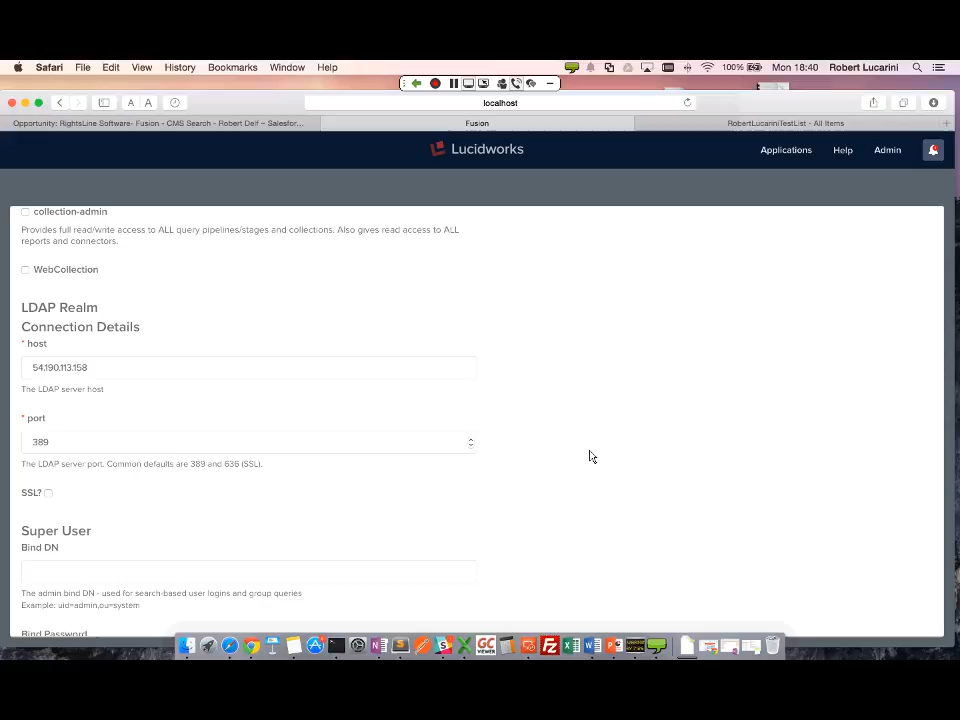 Safari File Edit View History Bookmarks Window Help 100% Mon 18:40 Robert Lucarini
A A localhost
Opportunity: RightsLine Software- Fusion - CMS Search - Robert Delf ~ Salesfor... Fusion RobertLucariniTestList - All Items
Lucidworks Applications Help Admin
collection-admin
Provides full read/write access to ALL query pipelines/stages and collections. Also gives read access to ALL
reports and connectors.
WebCollection
LDAP Realm
Connection Details
* host
54.190.113.158
The LDAP server host
* port
389
The LDAP server port. Common defaults are 389 and 636 (SSL).
SSL?
Super User
Bind DN
The admin bind DN - used for search-based user logins and group queries
Example: uid=admin,ou=system
Bind Password
GC
VIEWER